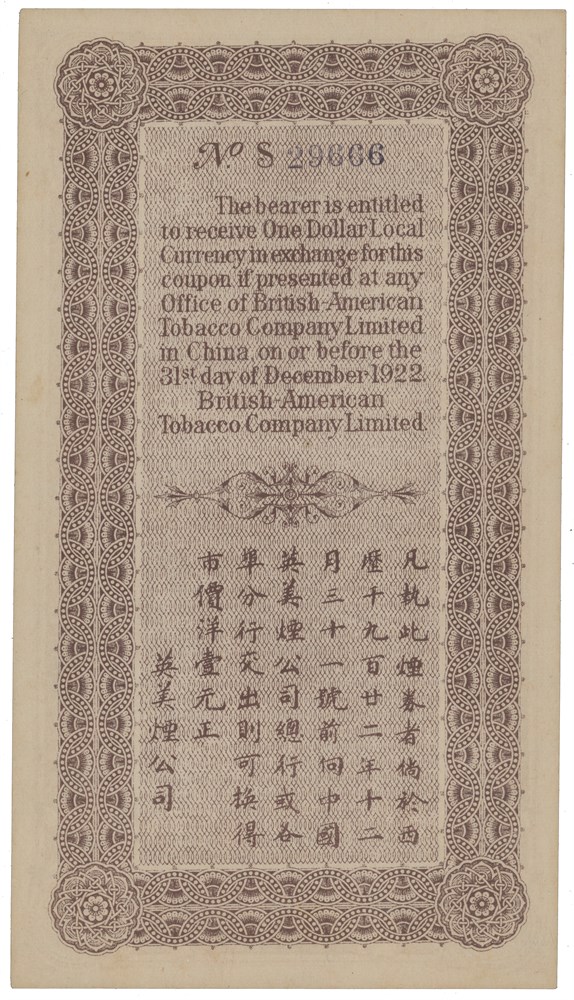 No. S 29666
The bearer is entitled
to receive One Dollar Local
Currency in exchange for this
coupon if presented at any
Office of British-American
Tobacco Company Limited
in China, on or before the
31st day of December 1922.
British-American
Tobacco Company Limited.
凡執此煙券者倘於西
歷千九百廿二年十二
月三十一號前向中國
英美煙公司總行或各
埠分行交出則可換得
市價洋壹元正
英美煙公司